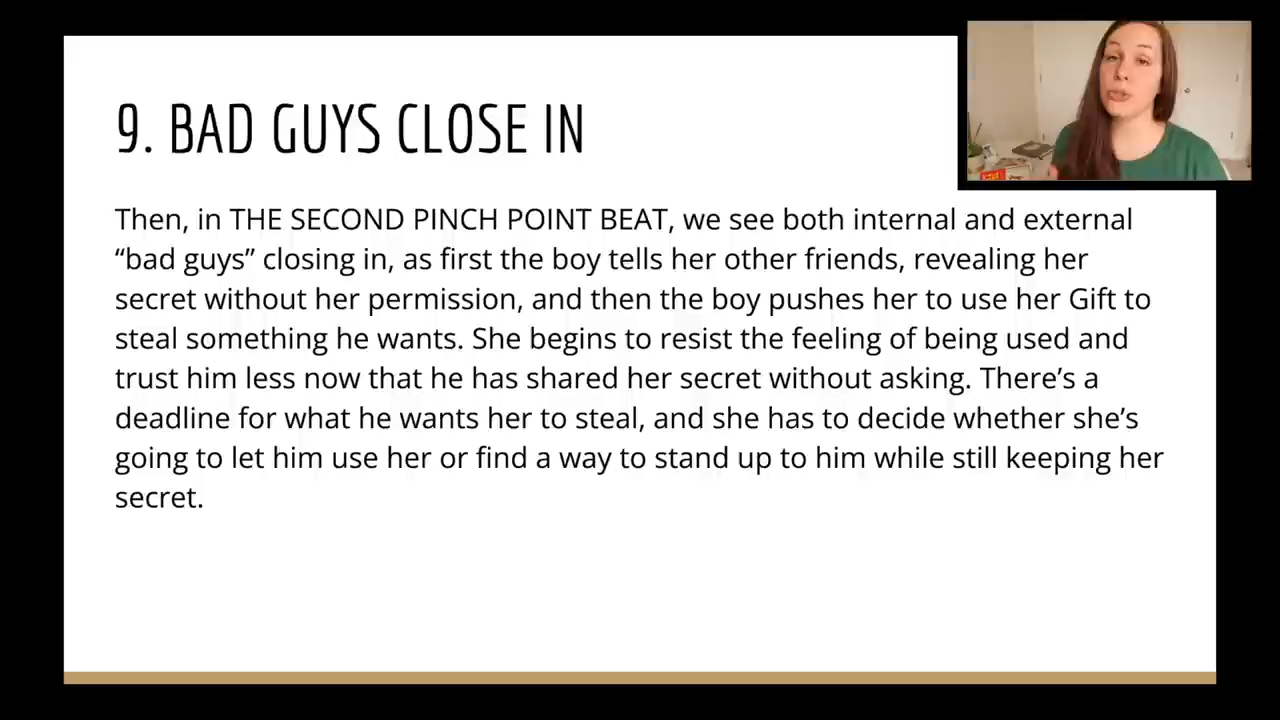 9. BAD GUYS CLOSE IN
Then, in THE SECOND PINCH POINT BEAT, we see both internal and external
“bad guys” closing in, as first the boy tells her other friends, revealing her
secret without her permission, and then the boy pushes her to use her Gift to
steal something he wants. She begins to resist the feeling of being used and
trust him less now that he has shared her secret without asking. There’s a
deadline for what he wants her to steal, and she has to decide whether she’s
going to let him use her or find a way to stand up to him while still keeping her
secret.